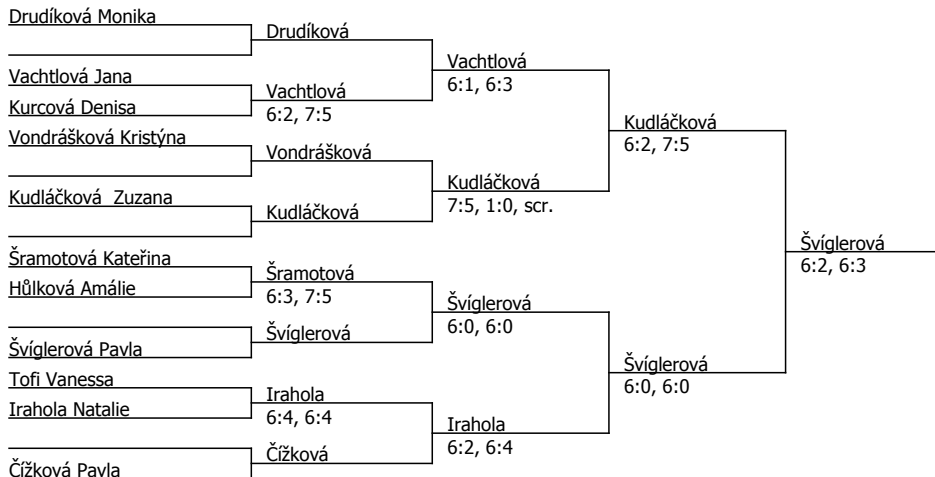 Drudíková Monika
Drudíková
Vachtlová
6:1, 6:3
Vachtlová Jana
Vachtlová
6:2, 7:5
Kurcová Denisa
Kudláčková
6:2, 7:5
Vondrášková Kristýna
Vondrášková
Kudláčková
7:5, 1:0, scr.
Kudláčková  Zuzana
Kudláčková
Švíglerová
6:2, 6:3
Šramotová Kateřina
Šramotová
6:3, 7:5
Hůlková Amálie
Švíglerová
6:0, 6:0
Švíglerová
Švíglerová Pavla
Švíglerová
6:0, 6:0
Tofi Vanessa
Irahola
6:4, 6:4
Irahola Natalie
Irahola
6:2, 6:4
Čížková
Čížková Pavla